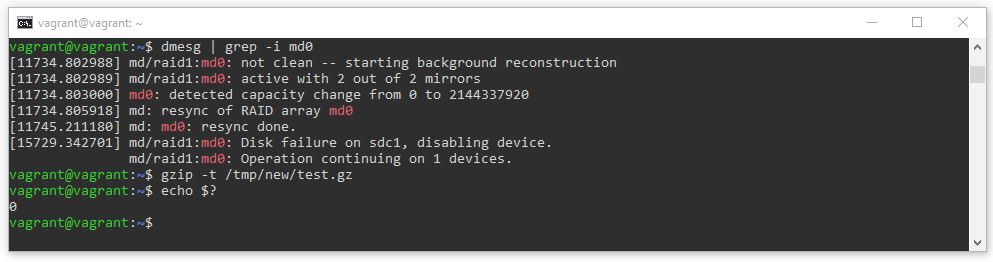 vagrant@vagrant: ~
vagrant@vagrant:~$ dmesg | grep -i md0
[11734.802988] md/raid1:md0: not clean -- starting background reconstruction
[11734.802989] md/raid1:md0: active with 2 out of 2 mirrors
[11734.803000] md0: detected capacity change from 0 to 2144337920
[11734.805918] md: resync of RAID array md0
[11745.211180] md: md0: resync done.
[15729.342701] md/raid1:md0: Disk failure on sdc1, disabling device.
               md/raid1:md0: Operation continuing on 1 devices.
vagrant@vagrant:~$ gzip -t /tmp/new/test.gz
vagrant@vagrant:~$ echo $?
0
vagrant@vagrant:~$